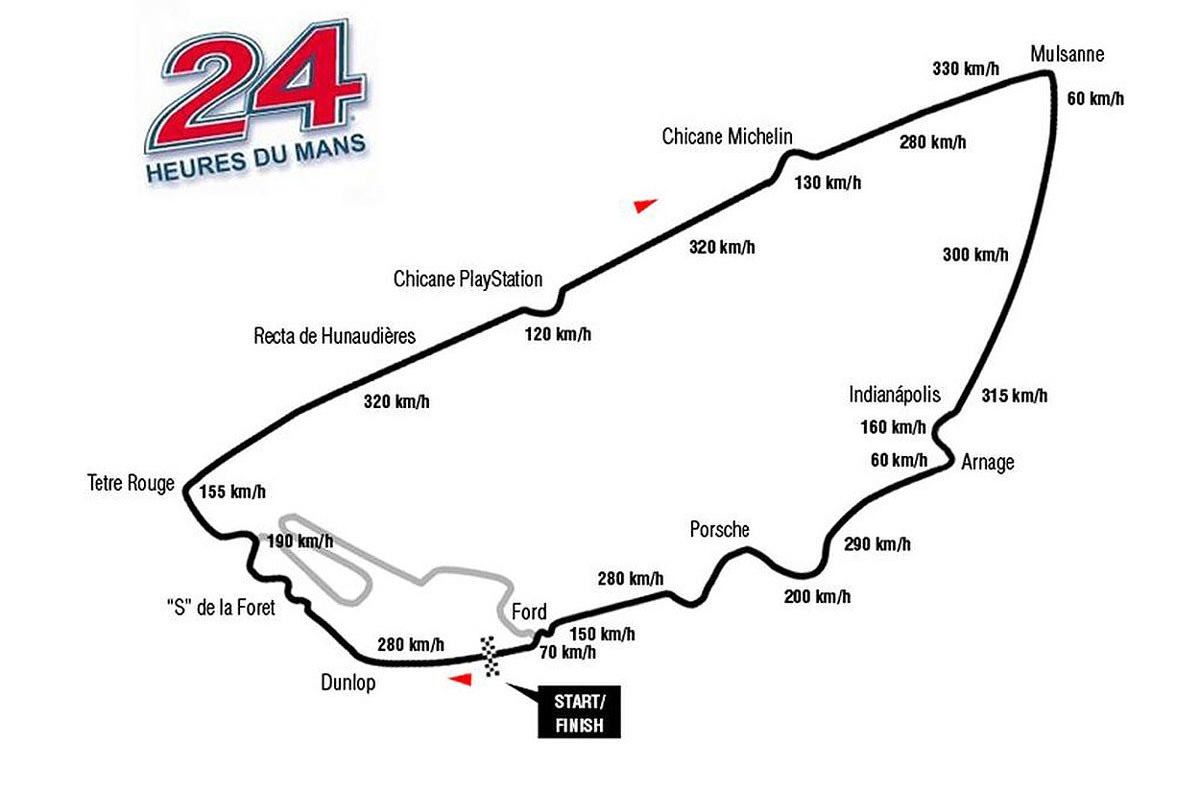 24
HEURES DU MANS
Mulsanne
330 km/h
60 km/h
Chicane Michelin
280 km/h
130 km/h
320 km/h
300 km/h
Chicane PlayStation
120 km/h
Recta de Hunaudières
320 km/h
Indianápolis
315 km/h
160 km/h
60 km/h
Arnage
Tetre Rouge
155 km/h
190 km/h
Porsche
290 km/h
280 km/h
200 km/h
"S" de la Foret
Ford
150 km/h
280 km/h
70 km/h
Dunlop
START/
FINISH